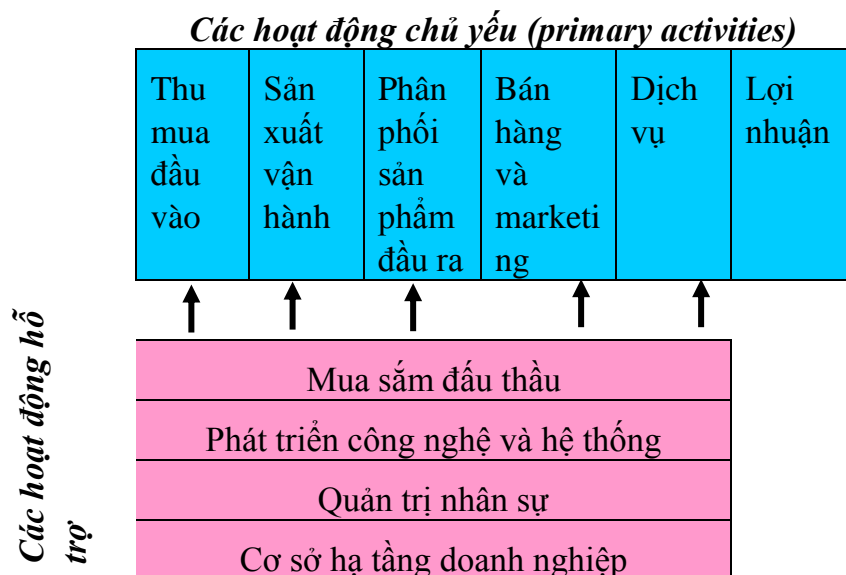 Các hoạt động chủ yếu (primary activities)
Thu
mua
đầu
vào
Sản
xuất
vận
hành
Phân
phối
sản
phẩm
đầu ra
Bán
hàng
và
marketi
ng
Dịch
vụ
Lợi
nhuận
Các hoạt động hỗ
trợ
Mua sắm đấu thầu
Phát triển công nghệ và hệ thống
Quản trị nhân sự
Cơ sở hạ tầng doanh nghiệp